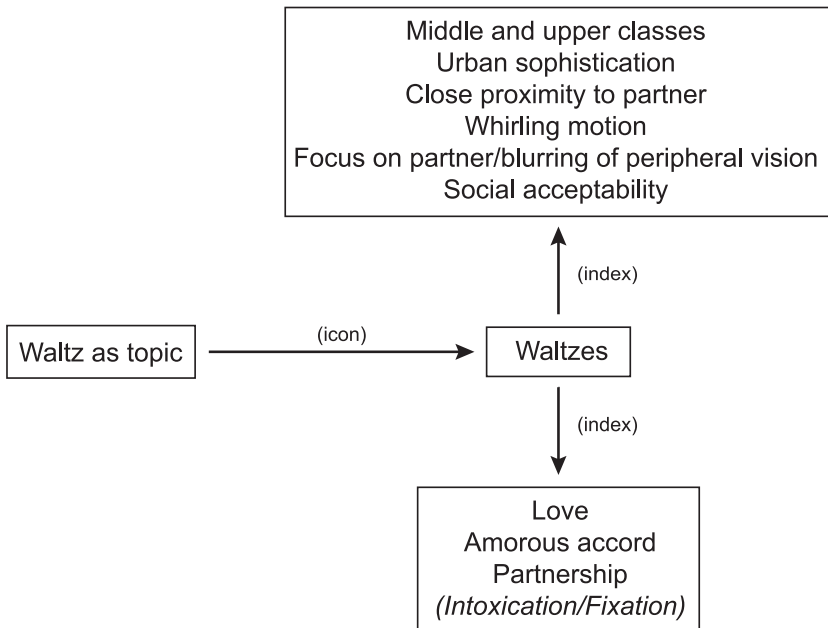 Middle and upper classes
Urban sophistication
Close proximity to partner
Whirling motion
Focus on partner/blurring of peripheral vision
Social acceptability
(index)
Waltz as topic
(icon)
Waltzes
(index)
Love
Amorous accord
Partnership
(Intoxication/Fixation)